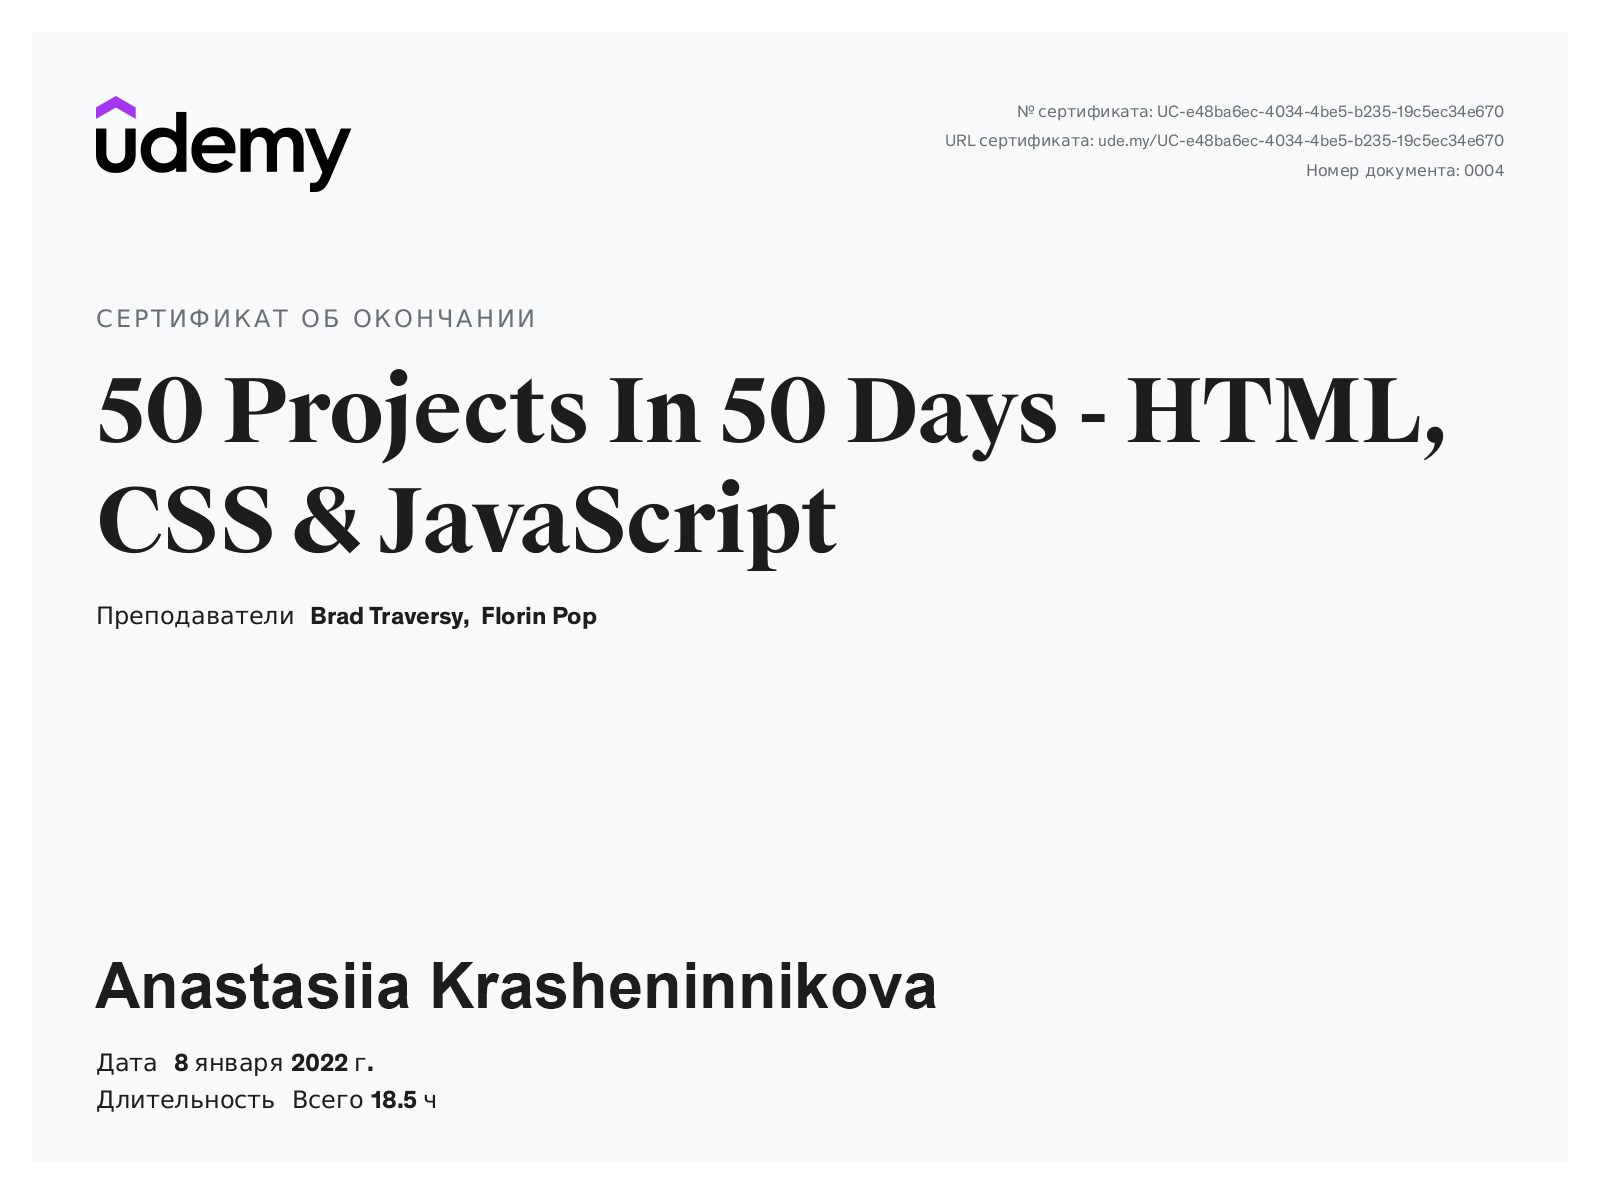 udemy
№ сертификата: UC-e48ba6ec-4034-4be5-b235-19c5ec34e670
URL сертификата: ude.my/UC-e48ba6ec-4034-4be5-b235-19c5ec34e670
Номер документа: 0004
СЕРТИФИКАТ ОБ ОКОНЧАНИИ
50 Projects In 50 Days - HTML,
CSS & JavaScript
Преподаватели Brad Traversy, Florin Pop
Anastasiia Krasheninnikova
Дата 8 января 2022 г.
Длительность Всего 18.5 ч